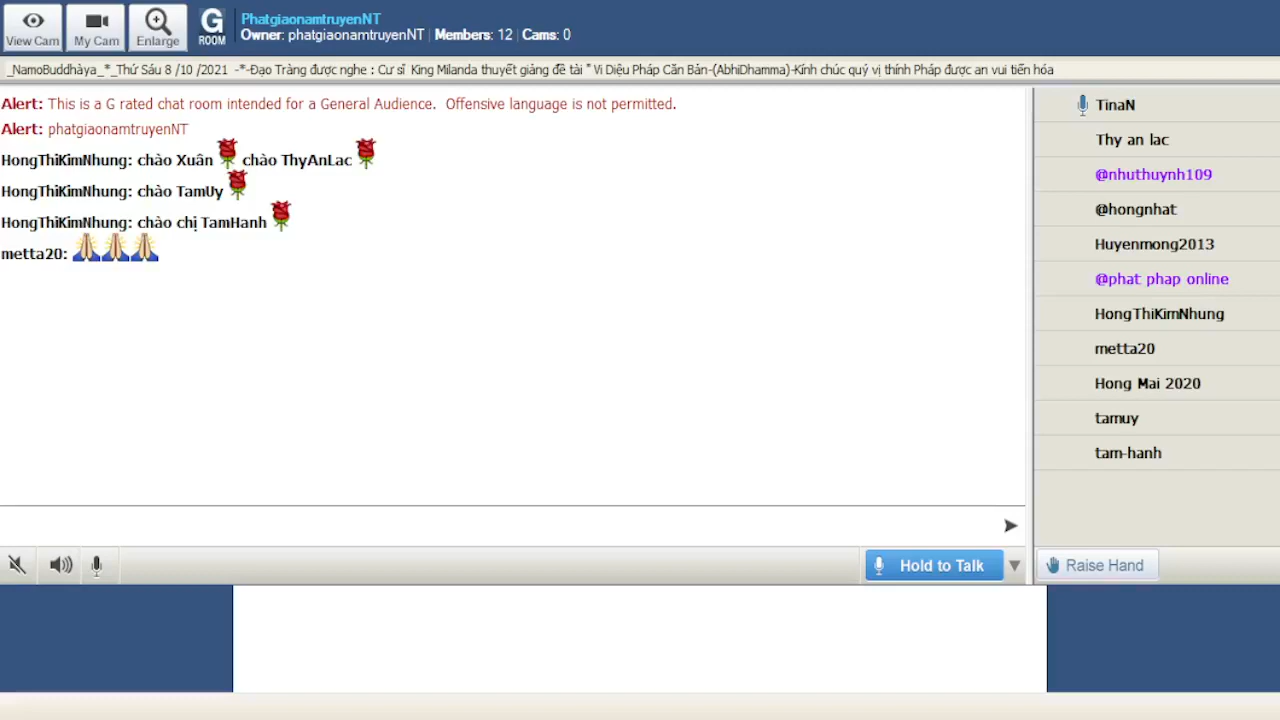 View Cam
My Cam
Enlarge
G
ROOM
PhatgiaonamtruyenNT
Owner: phatgiaonamtruyenNT | Members: 12 | Cams: 0
_NamoBuddhàya_*_Thứ Sáu 8 /10 /2021 -*-Đạo Tràng được nghe : Cư sĩ King Milanda thuyết giảng đề tài " Vi Diệu Pháp Căn Bản-(AbhiDhamma)-Kính chúc quý vị thính Pháp được an vui tiến hóa
Alert: This is a G rated chat room intended for a General Audience. Offensive language is not permitted.
Alert: phatgiaonamtruyenNT
HongThiKimNhung: chào Xuân chào ThyAnLac
HongThiKimNhung: chào TamUy
HongThiKimNhung: chào chị TamHanh
metta20:
TinaN
Thy an lac
@nhuthuynh109
@hongnhat
Huyenmong2013
@phat phap online
HongThiKimNhung
metta20
Hong Mai 2020
tamuy
tam-hanh
Hold to Talk
Raise Hand